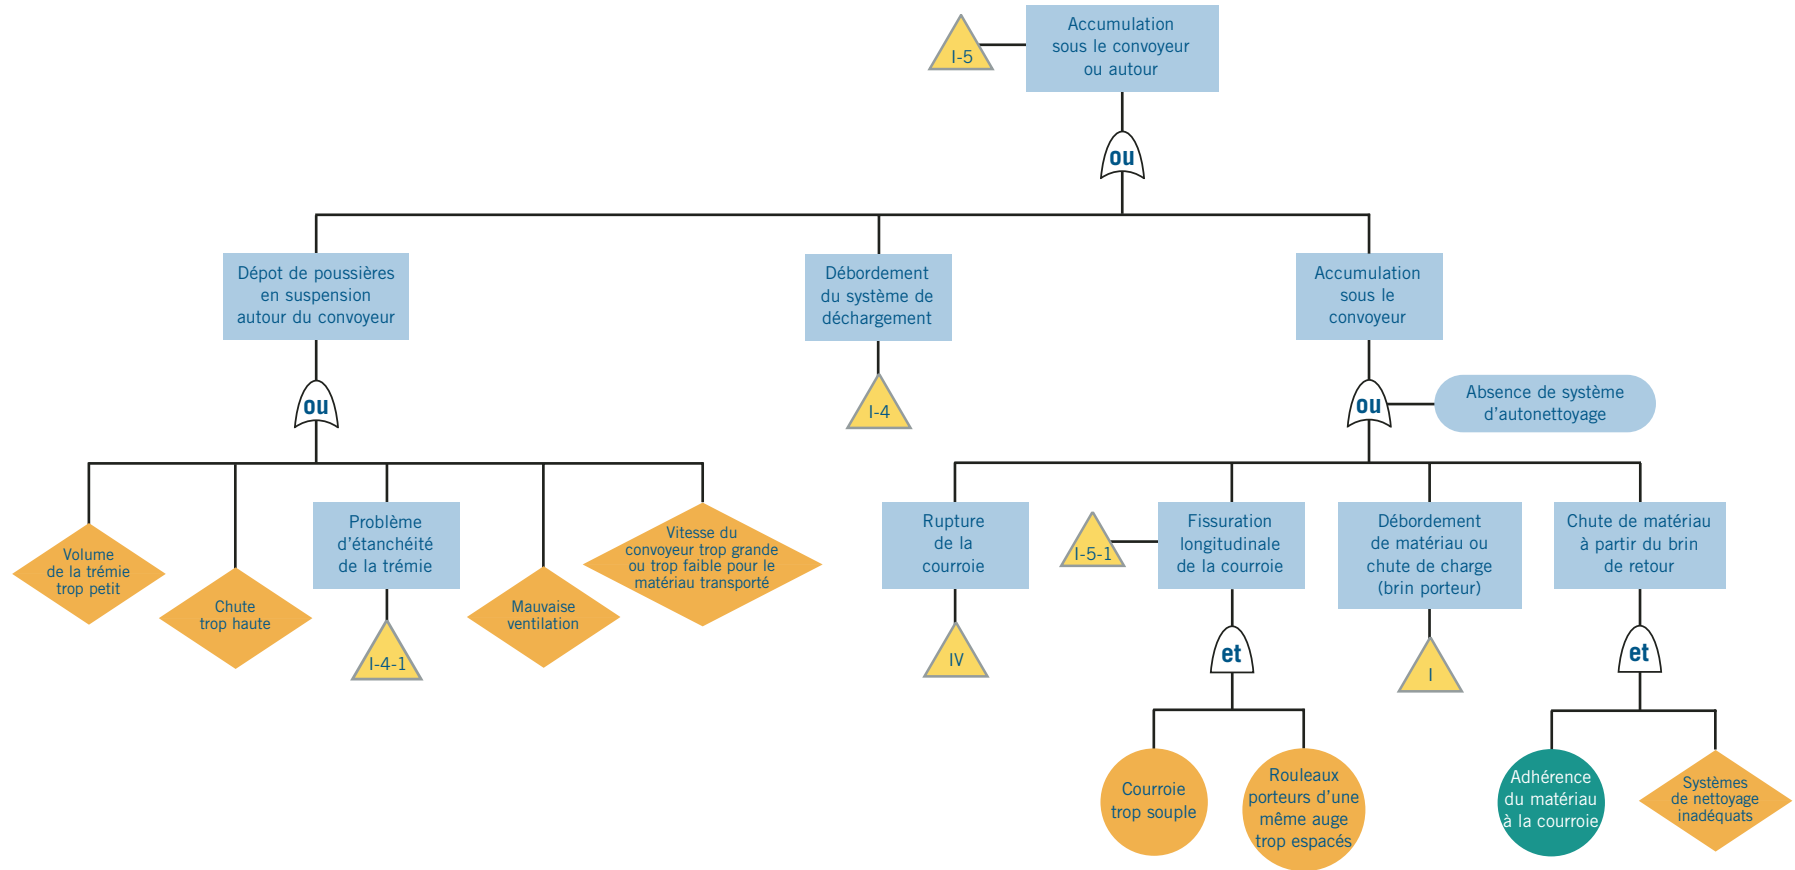 Accumulation
sous le convoyeur
ou autour
I-5
ou
Dépot de poussières
en suspension
autour du convoyeur
Débordement
du système de
déchargement
Accumulation
sous le
convoyeur
ou
I-4
ou
Absence de système
d’autonettoyage
Volume
de la trémie
trop petit
Chute
trop haute
Problème
d’étanchéité
de la trémie
I-4-1
Mauvaise
ventilation
Vitesse du
convoyeur trop grande
ou trop faible pour le
matériau transporté
Rupture
de la
courroie
IV
I-5-1
Fissuration
longitudinale
de la courroie
et
Débordement
de matériau ou
chute de charge
(brin porteur)
I
Chute de matériau
à partir du brin
de retour
et
Courroie
trop souple
Rouleaux
porteurs d’une
même auge
trop espacés
Adhérence
du matériau
à la courroie
Systèmes
de nettoyage
inadéquats